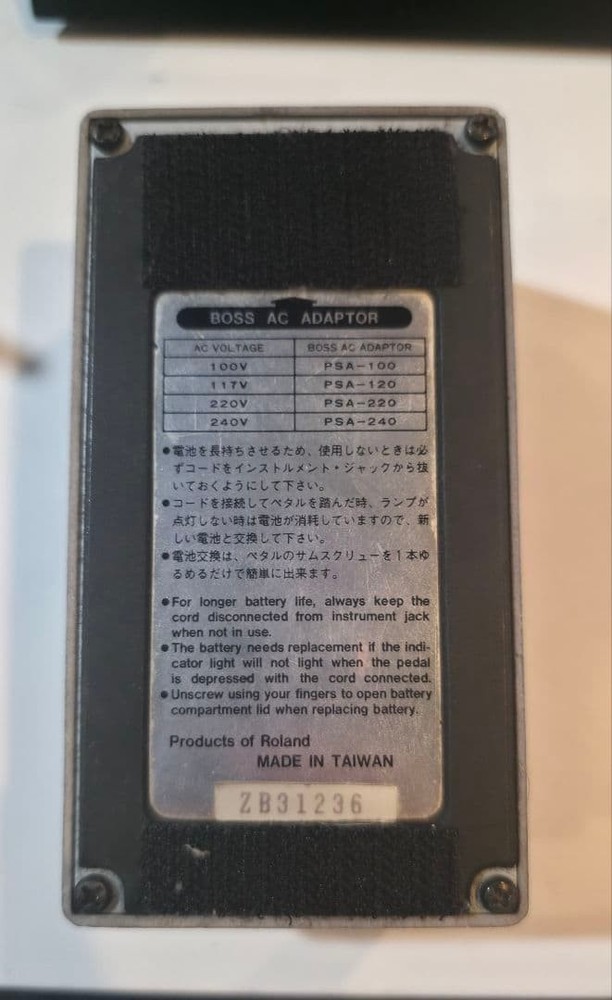 BOSS AC ADAPTOR
AC VOLTAGE BOSS AC ADAPTOR
100V PSA-100
117V PSA-120
220V PSA-220
240V PSA-240
●電池を長持ちさせるため、使用しないときは必
ずコードをインストルメント・ジャックから抜
いておくようにして下さい。
●コードを接続してペタルを踏んだ時、ランプが
点灯しない時は電池が消耗していますので、新
しい電池と交換して下さい。
●電池交換は、ペタルのサムスクリューを1本ゆ
るめるだけで簡単に出来ます。
●For longer battery life, always keep the
cord disconnected from instrument jack
when not in use.
●The battery needs replacement if the indi-
cator light will not light when the pedal
is depressed with the cord connected.
●Unscrew using your fingers to open battery
compartment lid when replacing battery.
Products of Roland
MADE IN TAIWAN
ZB31236